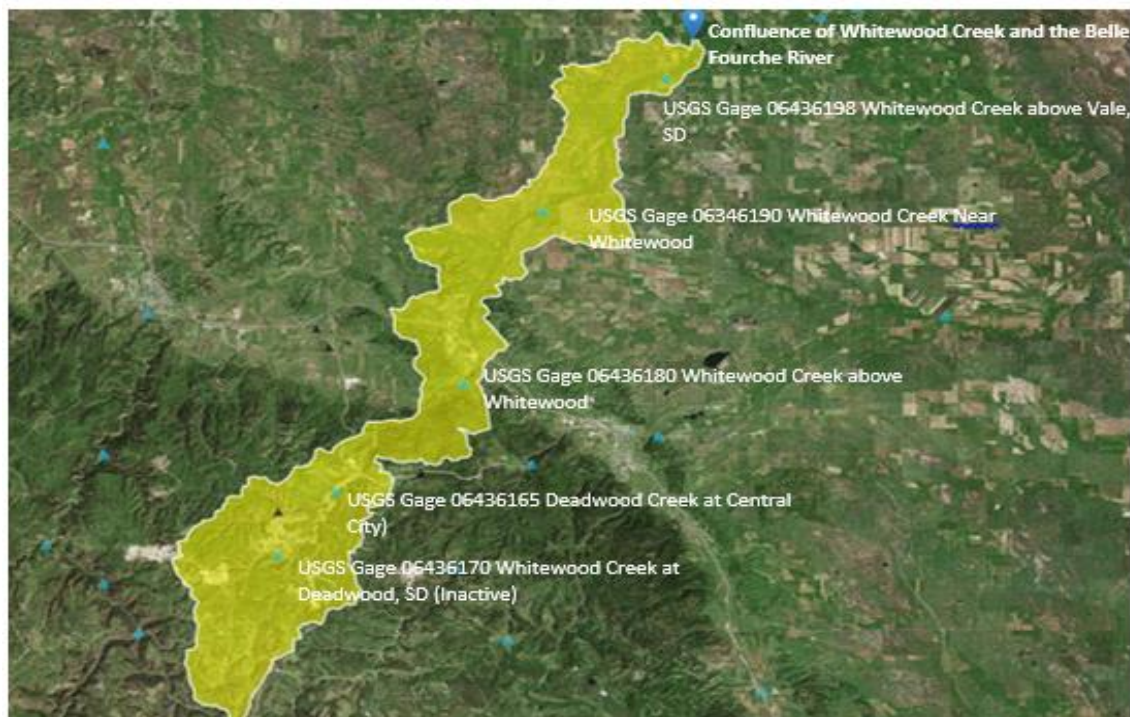 Confluence of Whitewood Creek and the Belle
Fourche River
USGS Gage 06436198 Whitewood Creek above Vale,
SD
USGS Gage 06346190 Whitewood Creek Near
Whitewood
USGS Gage 06436180 Whitewood Creek above
Whitewood
USGS Gage 06436165 Deadwood Creek at Central
City)
USGS Gage 06436170 Whitewood Creek at
Deadwood, SD (Inactive)